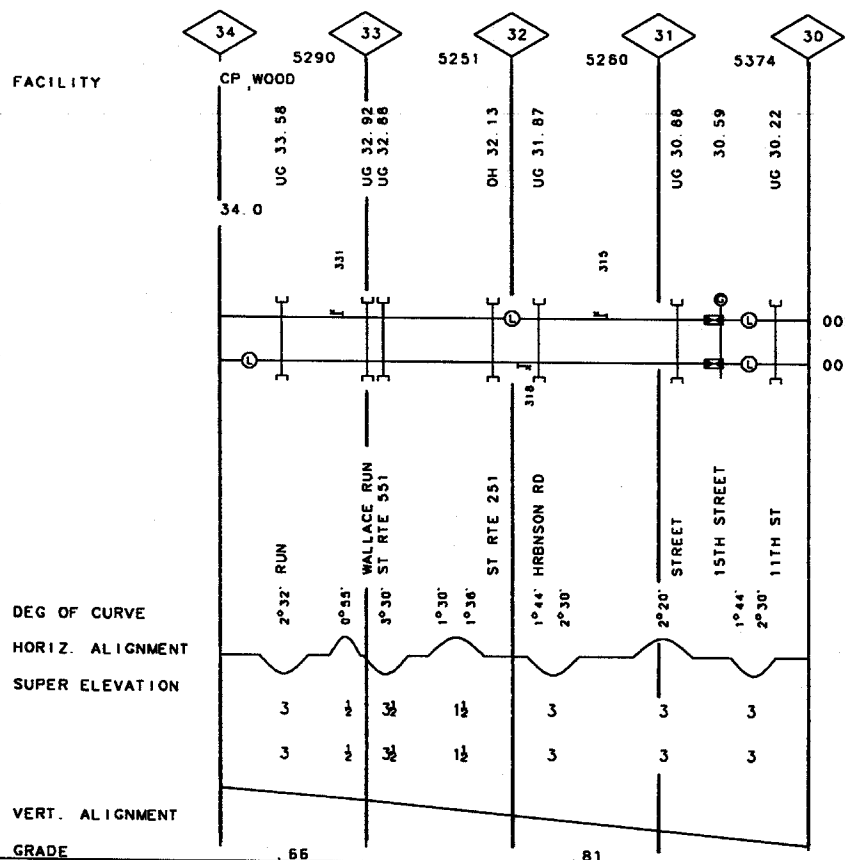 34 33 32 31 30
5290 5251 5260 5374
FACILITY
CP WOOD
UG 33.58
UG 32.92
UG 32.88
OH 32.13
UG 31.87
UG 30.88
30.59
UG 30.22
34.0
331
315
G
L
L
00
L
L
00
318
RUN
WALLACE RUN
ST RTE 551
ST RTE 251
HRBNSON RD
STREET
15TH STREET
11TH ST
DEG OF CURVE
2°32'
0°55'
3°30'
1°30'
1°36'
1°44'
2°30'
2°20'
1°44'
2°30'
HORIZ. ALIGNMENT
SUPER ELEVATION
3 ½ 3½ 1½ 3 3 3
3 ½ 3½ 1½ 3 3 3
VERT. ALIGNMENT
GRADE .66 .81